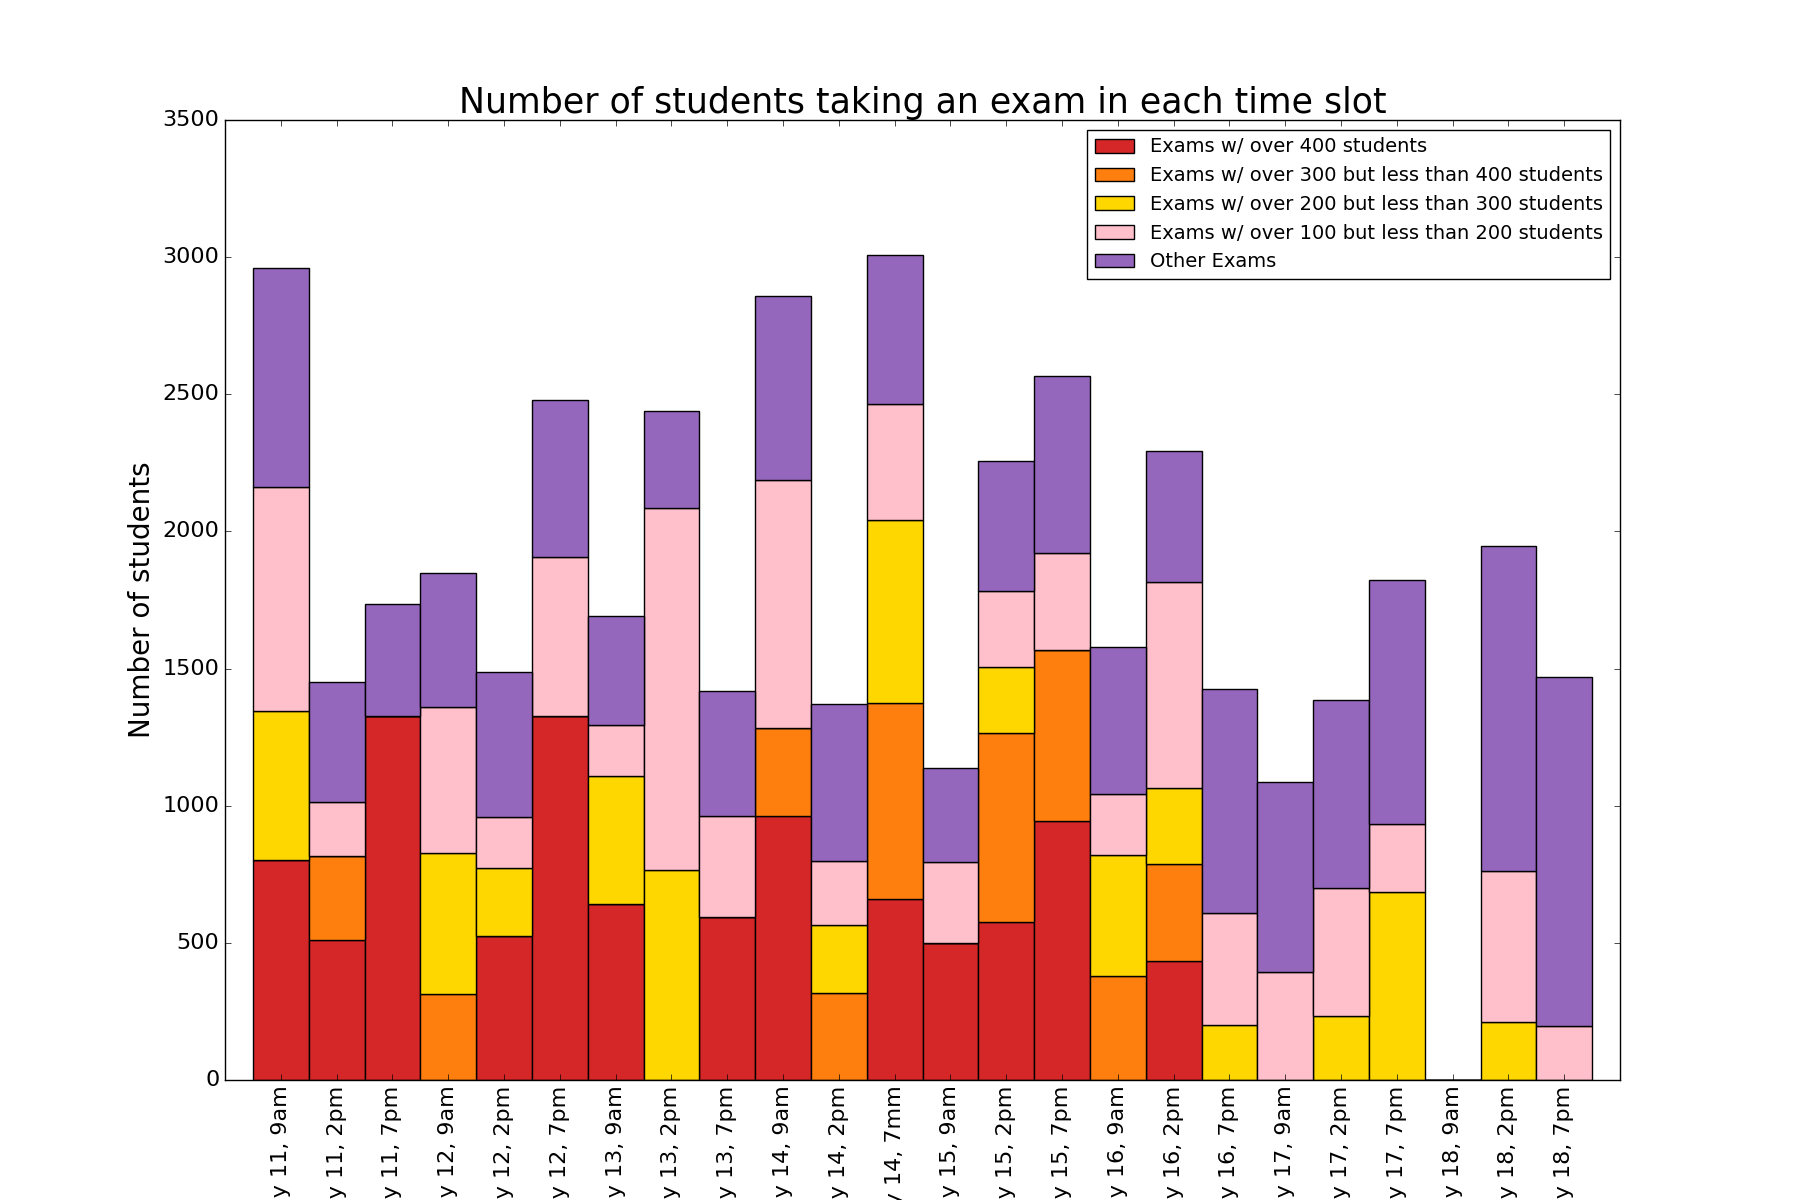 Number of students taking an exam in each time slot
3500
3000
2500
2000
1500
1000
500
0
Number of students
Exams w/ over 400 students
Exams w/ over 300 but less than 400 students
Exams w/ over 200 but less than 300 students
Exams w/ over 100 but less than 200 students
Other Exams
y 11, 9am
y 11, 2pm
y 11, 7pm
y 12, 9am
y 12, 2pm
y 12, 7pm
y 13, 9am
y 13, 2pm
y 13, 7pm
y 14, 9am
y 14, 2pm
y 14, 7mm
y 15, 9am
y 15, 2pm
y 15, 7pm
y 16, 9am
y 16, 2pm
y 16, 7pm
y 17, 9am
y 17, 2pm
y 17, 7pm
y 18, 9am
y 18, 2pm
y 18, 7pm